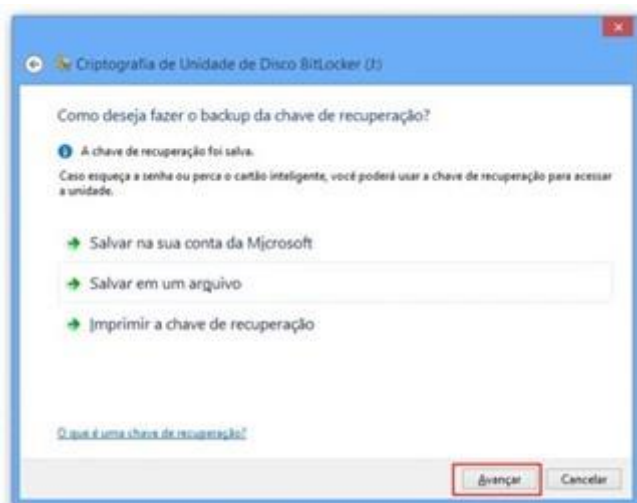 Criptografia de Unidade de Disco BitLocker (J:)
Como deseja fazer o backup da chave de recuperação?
A chave de recuperação foi salva.
Caso esqueça a senha ou perca o cartão inteligente, você poderá usar a chave de recuperação para acessar
a unidade.
Salvar na sua conta da Microsoft
Salvar em um arquivo
Imprimir a chave de recuperação
O que é uma chave de recuperação?
Avançar
Cancelar